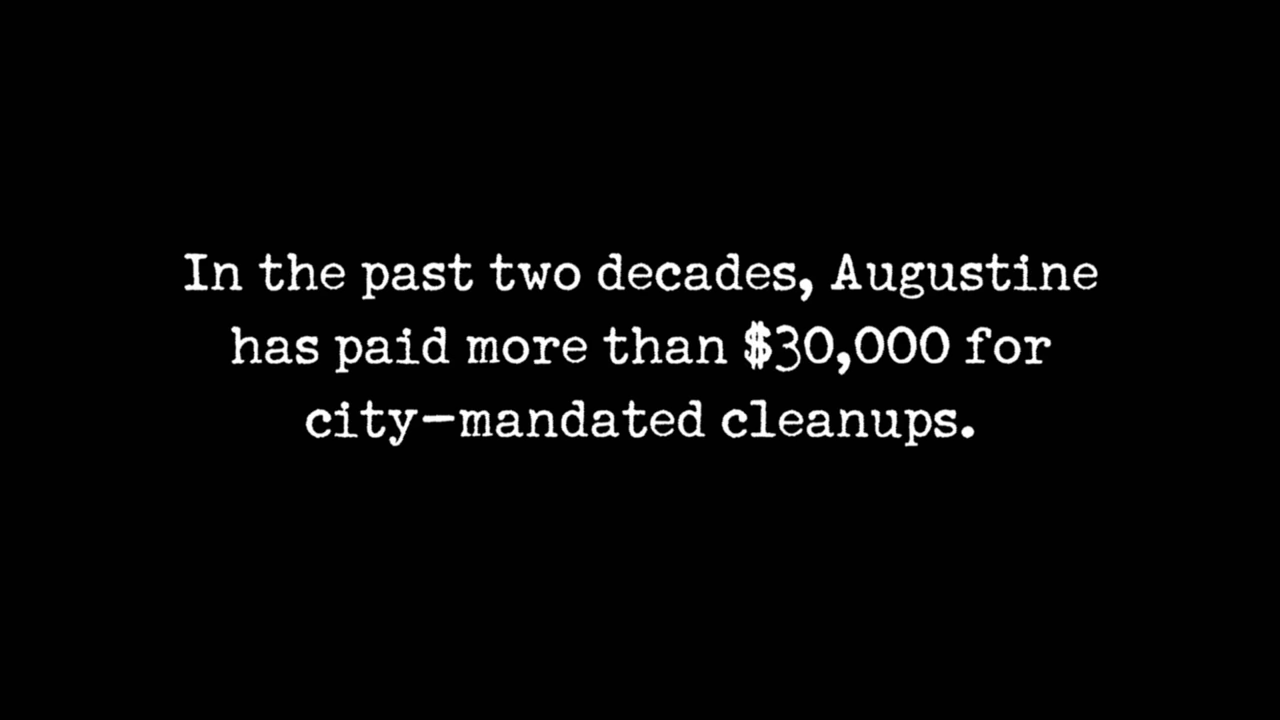 In the past two decades, Augustine
has paid more than $30,000 for
city-mandated cleanups.